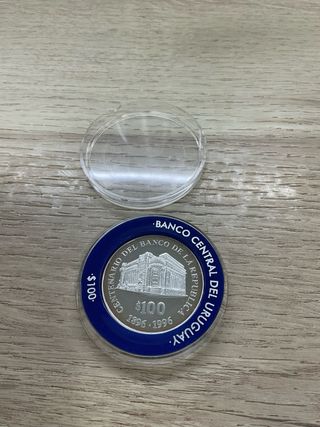 ·BANCO CENTRAL DEL URUGUAY·
·$100·
CENTENARIO DEL BANCO DE LA REPUBLICA
$100
1896·1996